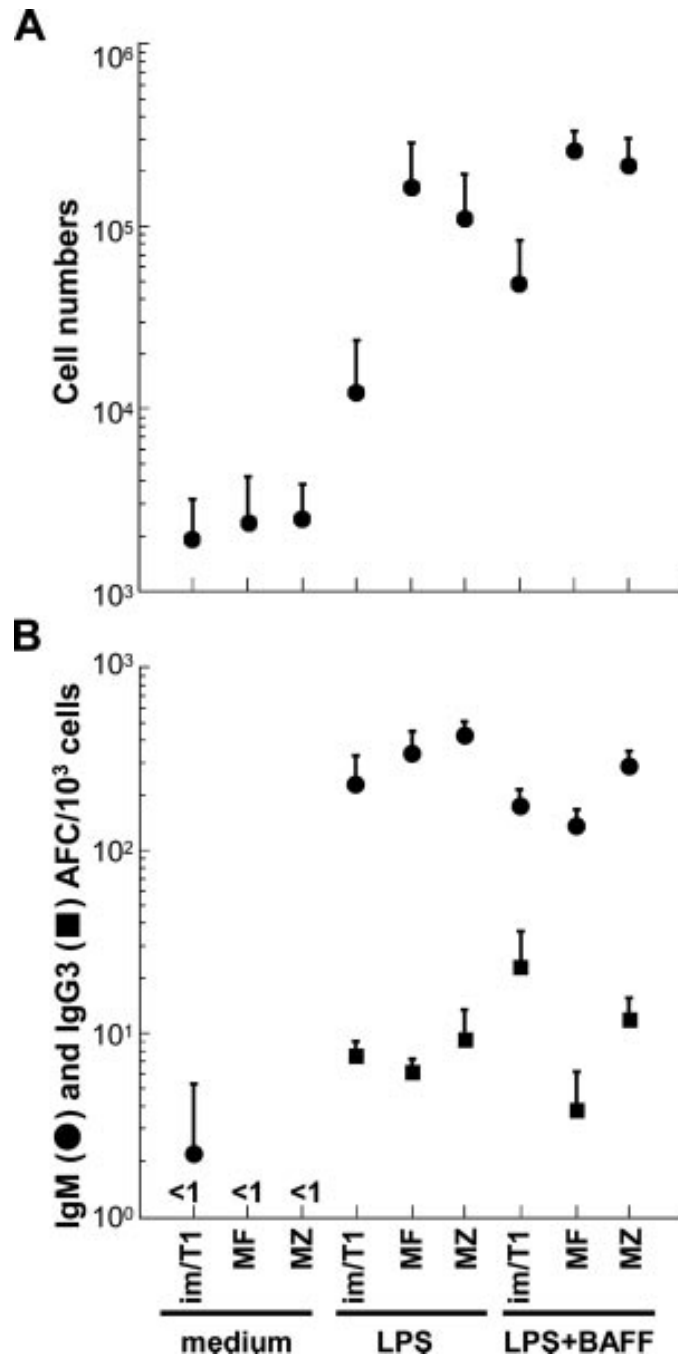 A
10⁶
10⁵
10⁴
10³
Cell numbers
B
10³
10²
10¹
10⁰
IgM (●) and IgG3 (■) AFC/10³ cells
<1 <1 <1
im/T1 MF MZ im/T1 MF MZ im/T1 MF MZ
medium LPS LPS+BAFF